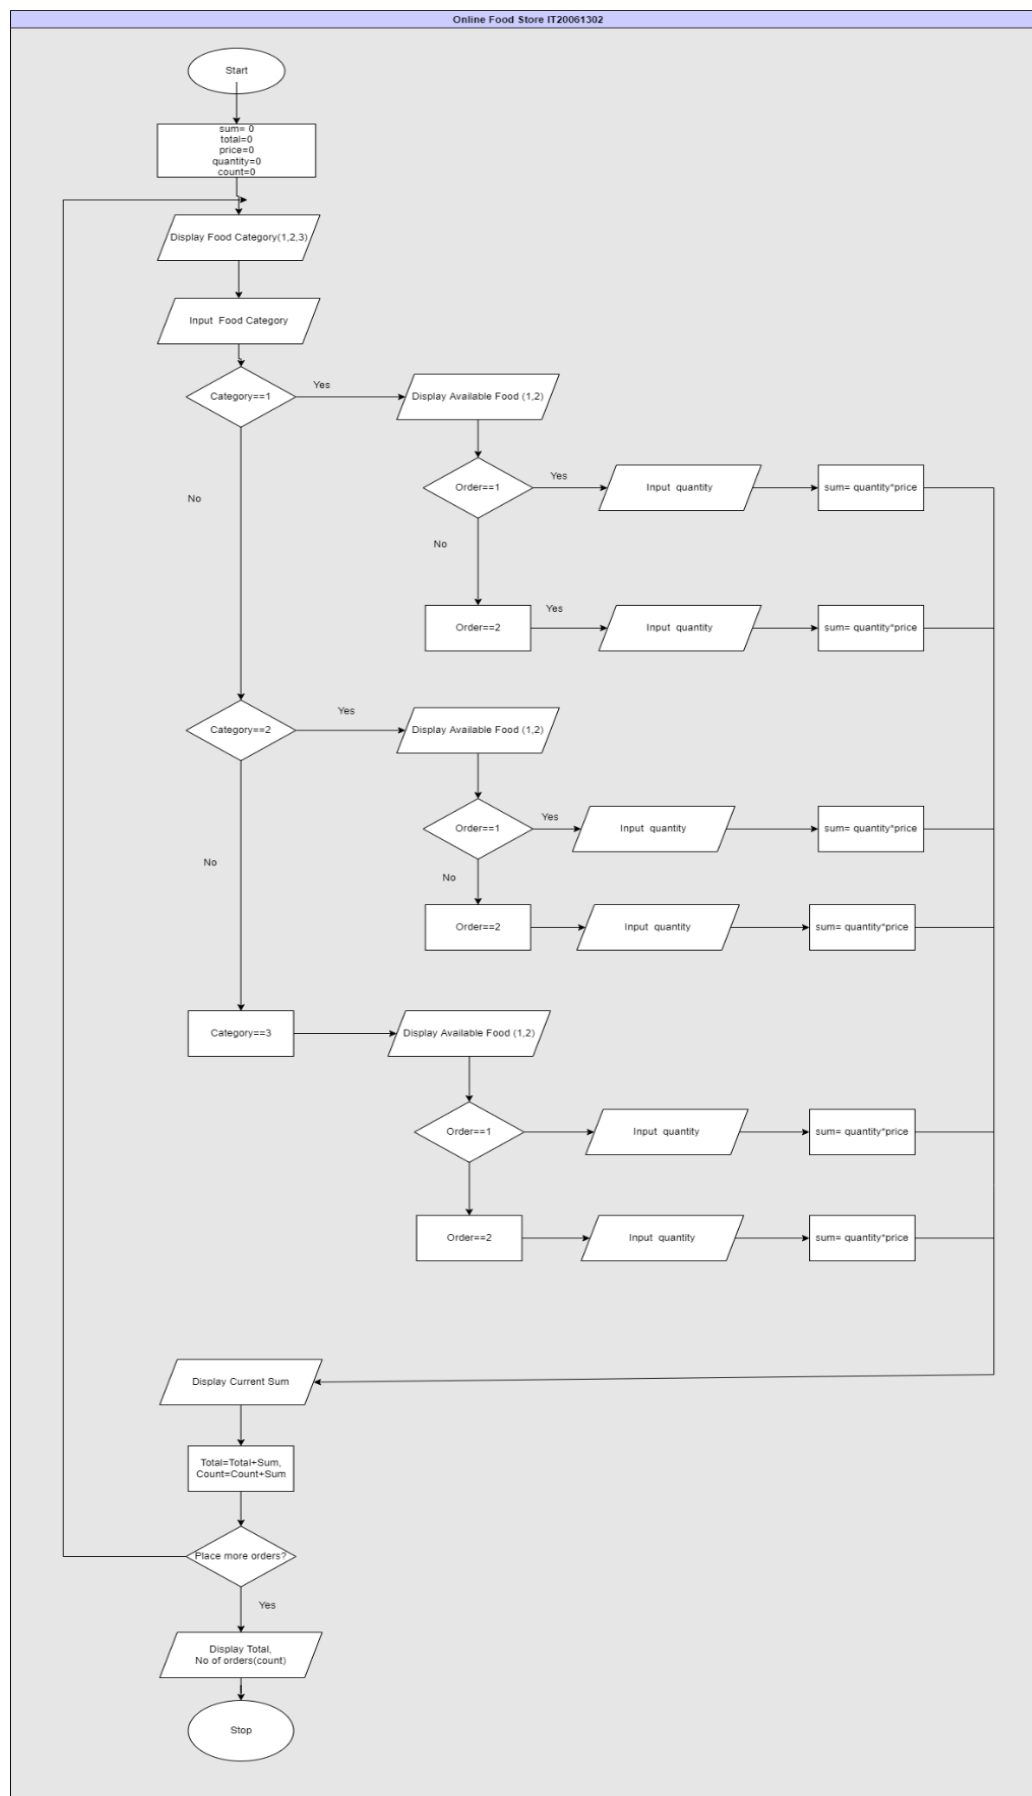 Online Food Store IT20061302
Start
sum= 0
total=0
price=0
quantity=0
count=0
Display Food Category(1,2,3)
Input Food Category
Category==1
Yes
Display Available Food (1,2)
Order==1
Yes
Input quantity
sum= quantity*price
No
No
Order==2
Yes
Input quantity
sum= quantity*price
Category==2
Yes
Display Available Food (1,2)
Order==1
Yes
Input quantity
sum= quantity*price
No
No
Order==2
Input quantity
sum= quantity*price
Category==3
Display Available Food (1,2)
Order==1
Input quantity
sum= quantity*price
Order==2
Input quantity
sum= quantity*price
Display Current Sum
Total=Total+Sum,
Count=Count+Sum
Place more orders?
Yes
Display Total,
No of orders(count)
Stop